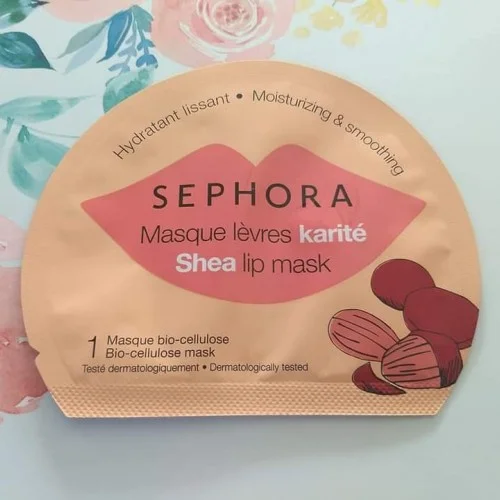 Hydratant lissant • Moisturizing & smoothing
SEPHORA
Masque lèvres karité
Shea lip mask
1 Masque bio-cellulose
Bio-cellulose mask
Testé dermatologiquement • Dermatologically tested